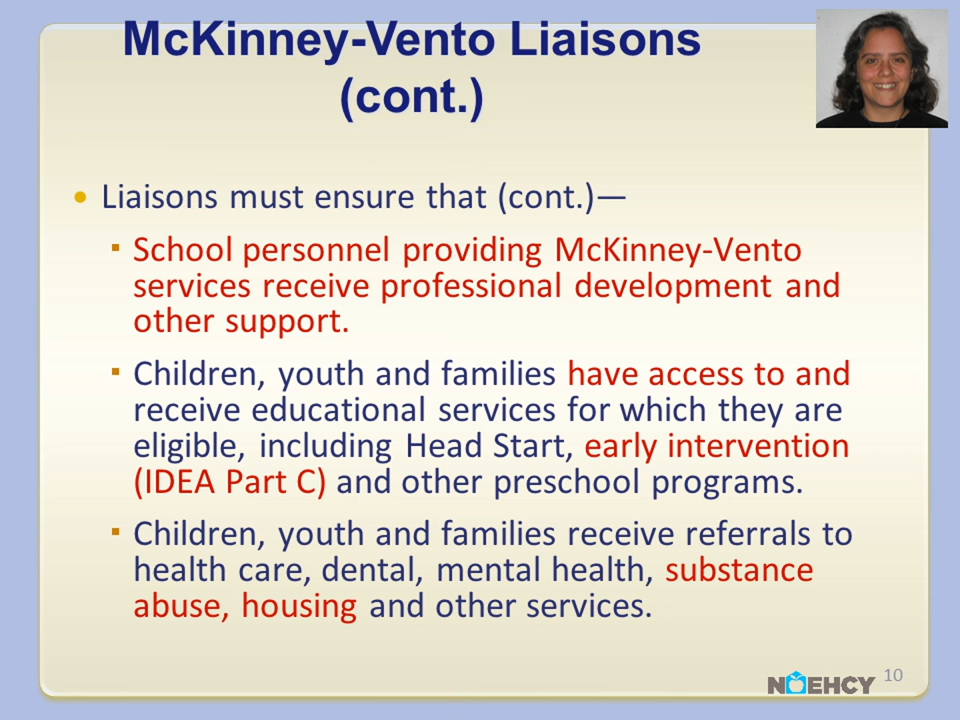 McKinney-Vento Liaisons
(cont.)
• Liaisons must ensure that (cont.)—
▪ School personnel providing McKinney-Vento
services receive professional development and
other support.
▪ Children, youth and families have access to and
receive educational services for which they are
eligible, including Head Start, early intervention
(IDEA Part C) and other preschool programs.
▪ Children, youth and families receive referrals to
health care, dental, mental health, substance
abuse, housing and other services.
10
NAEHCY